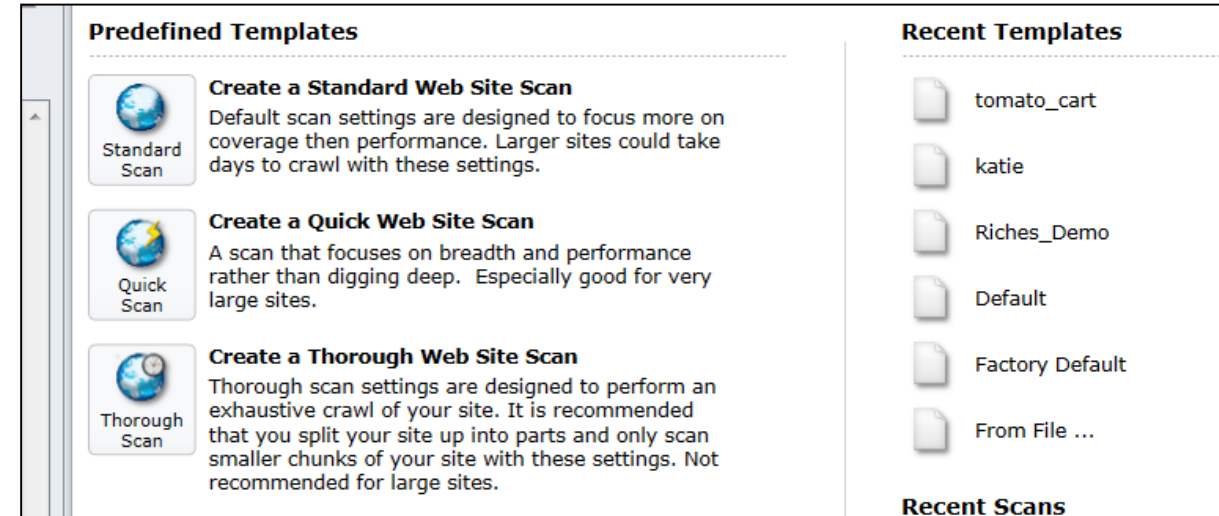 Predefined Templates
Standard
Scan
Create a Standard Web Site Scan
Default scan settings are designed to focus more on
coverage then performance. Larger sites could take
days to crawl with these settings.
Quick
Scan
Create a Quick Web Site Scan
A scan that focuses on breadth and performance
rather than digging deep.  Especially good for very
large sites.
Thorough
Scan
Create a Thorough Web Site Scan
Thorough scan settings are designed to perform an
exhaustive crawl of your site. It is recommended
that you split your site up into parts and only scan
smaller chunks of your site with these settings. Not
recommended for large sites.
Recent Templates
tomato_cart
katie
Riches_Demo
Default
Factory Default
From File ...
Recent Scans